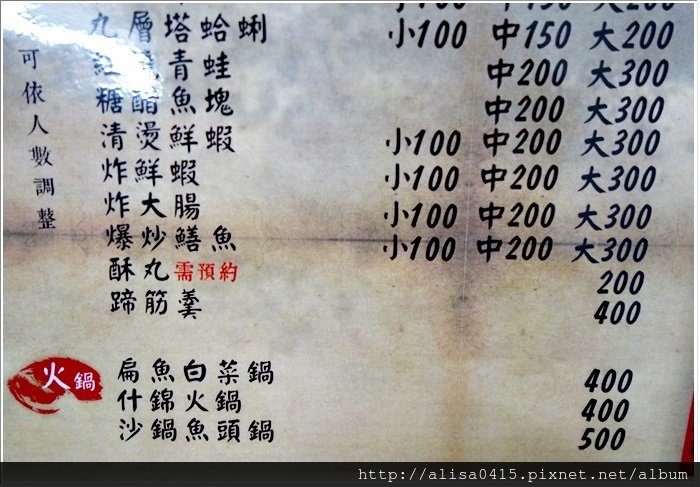 可依人數調整
九層塔蛤蜊 小100 中150 大200
紅燒青蛙 中200 大300
糖醋魚塊 中200 大300
清燙鮮蝦 小100 中200 大300
炸鮮蝦 小100 中200 大300
炸大腸 小100 中200 大300
爆炒鱔魚 小100 中200 大300
酥丸需預約 200
蹄筋羹 400
火鍋
扁魚白菜鍋 400
什錦火鍋 400
沙鍋魚頭鍋 500
http://alisa0415.pixnet.net/album